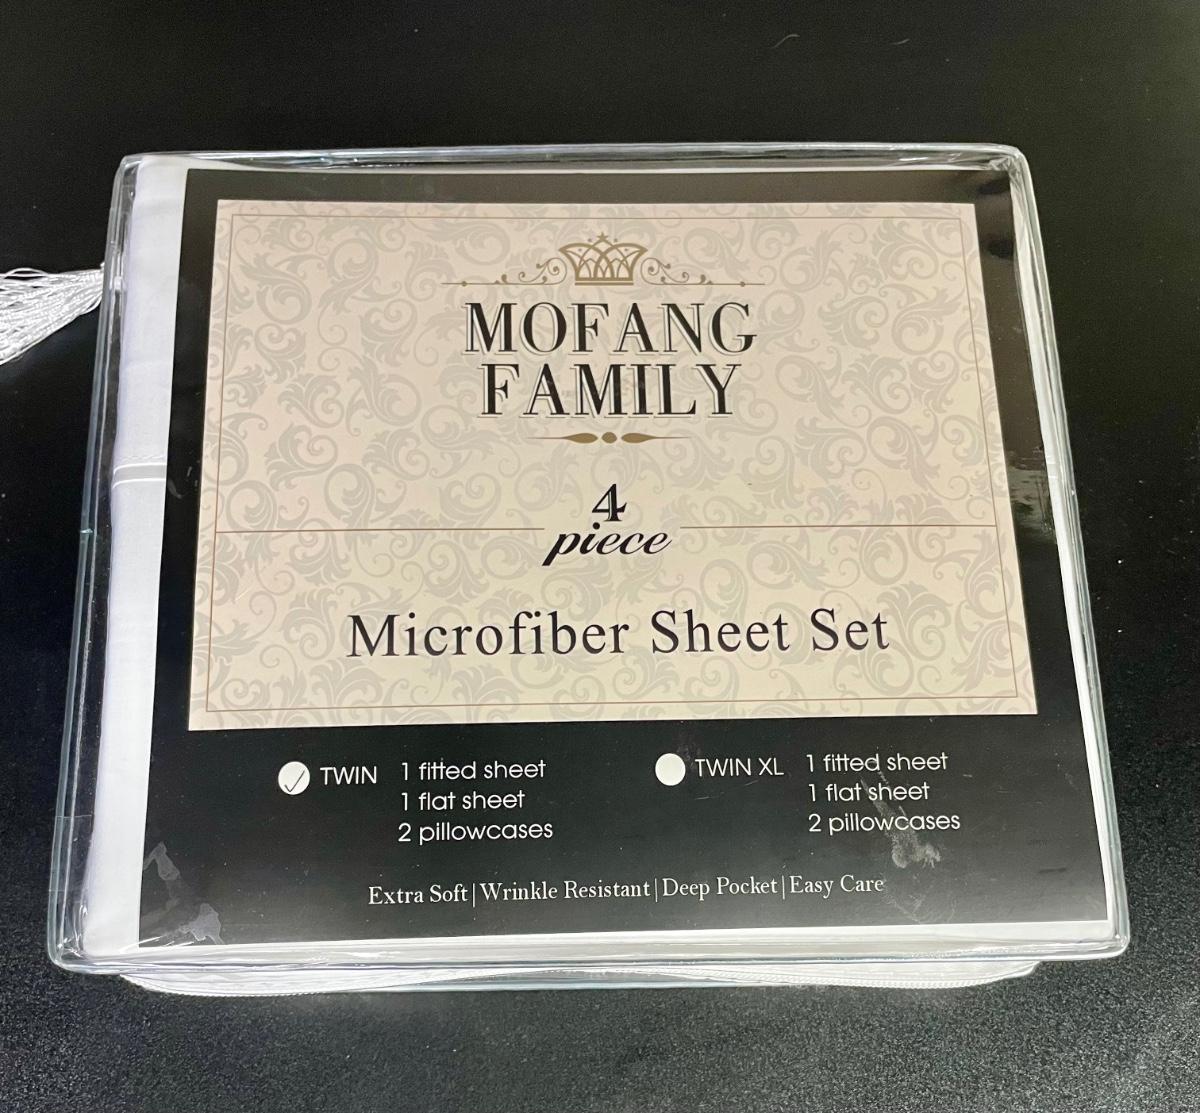 MOFANG
FAMILY
4
piece
Microfiber Sheet Set
TWIN 1 fitted sheet
1 flat sheet
2 pillowcases
TWIN XL 1 fitted sheet
1 flat sheet
2 pillowcases
Extra Soft|Wrinkle Resistant|Deep Pocket|Easy Care